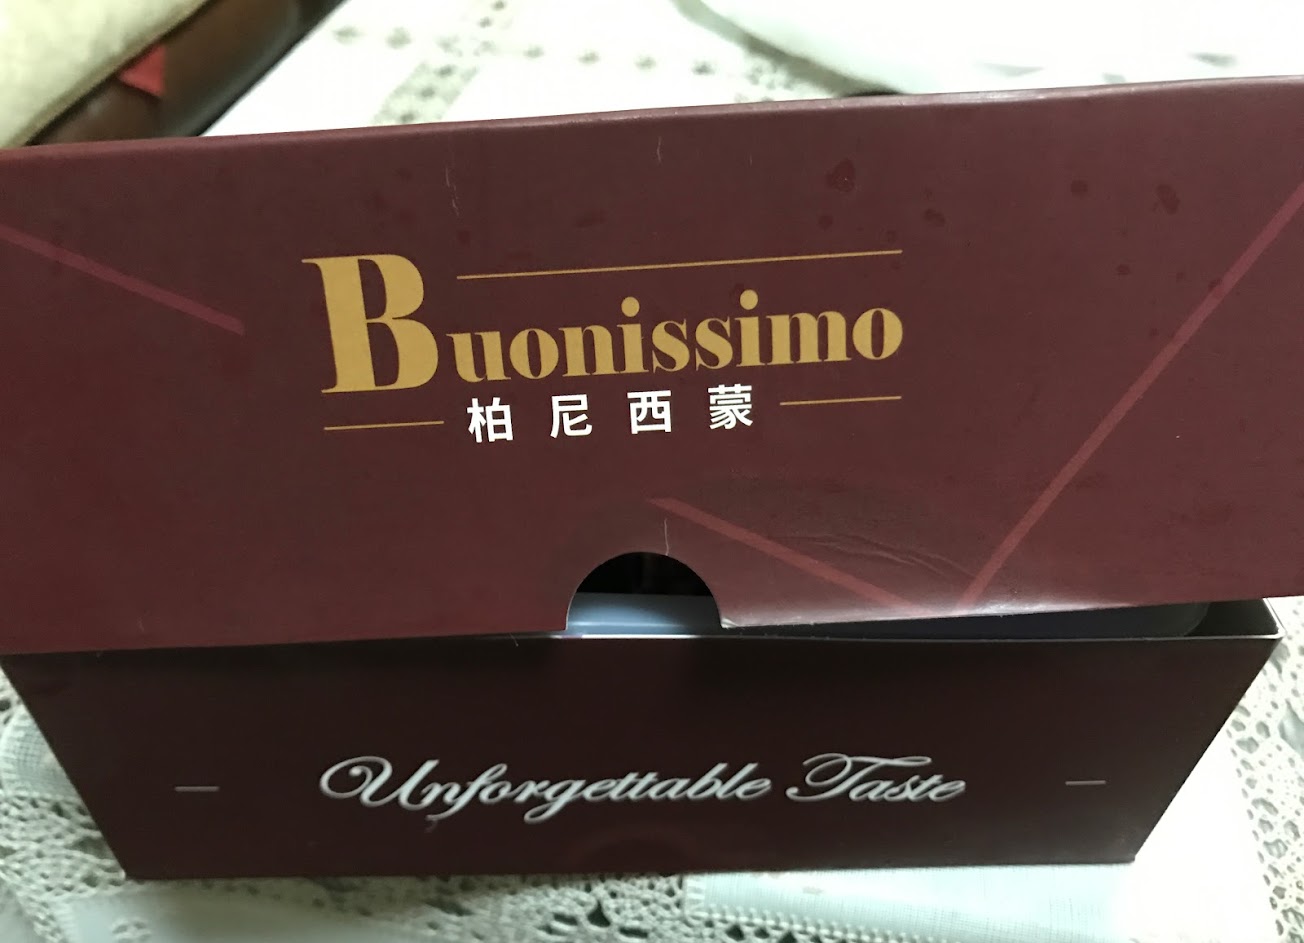 Buonissimo
柏尼西蒙
Unforgettable Taste